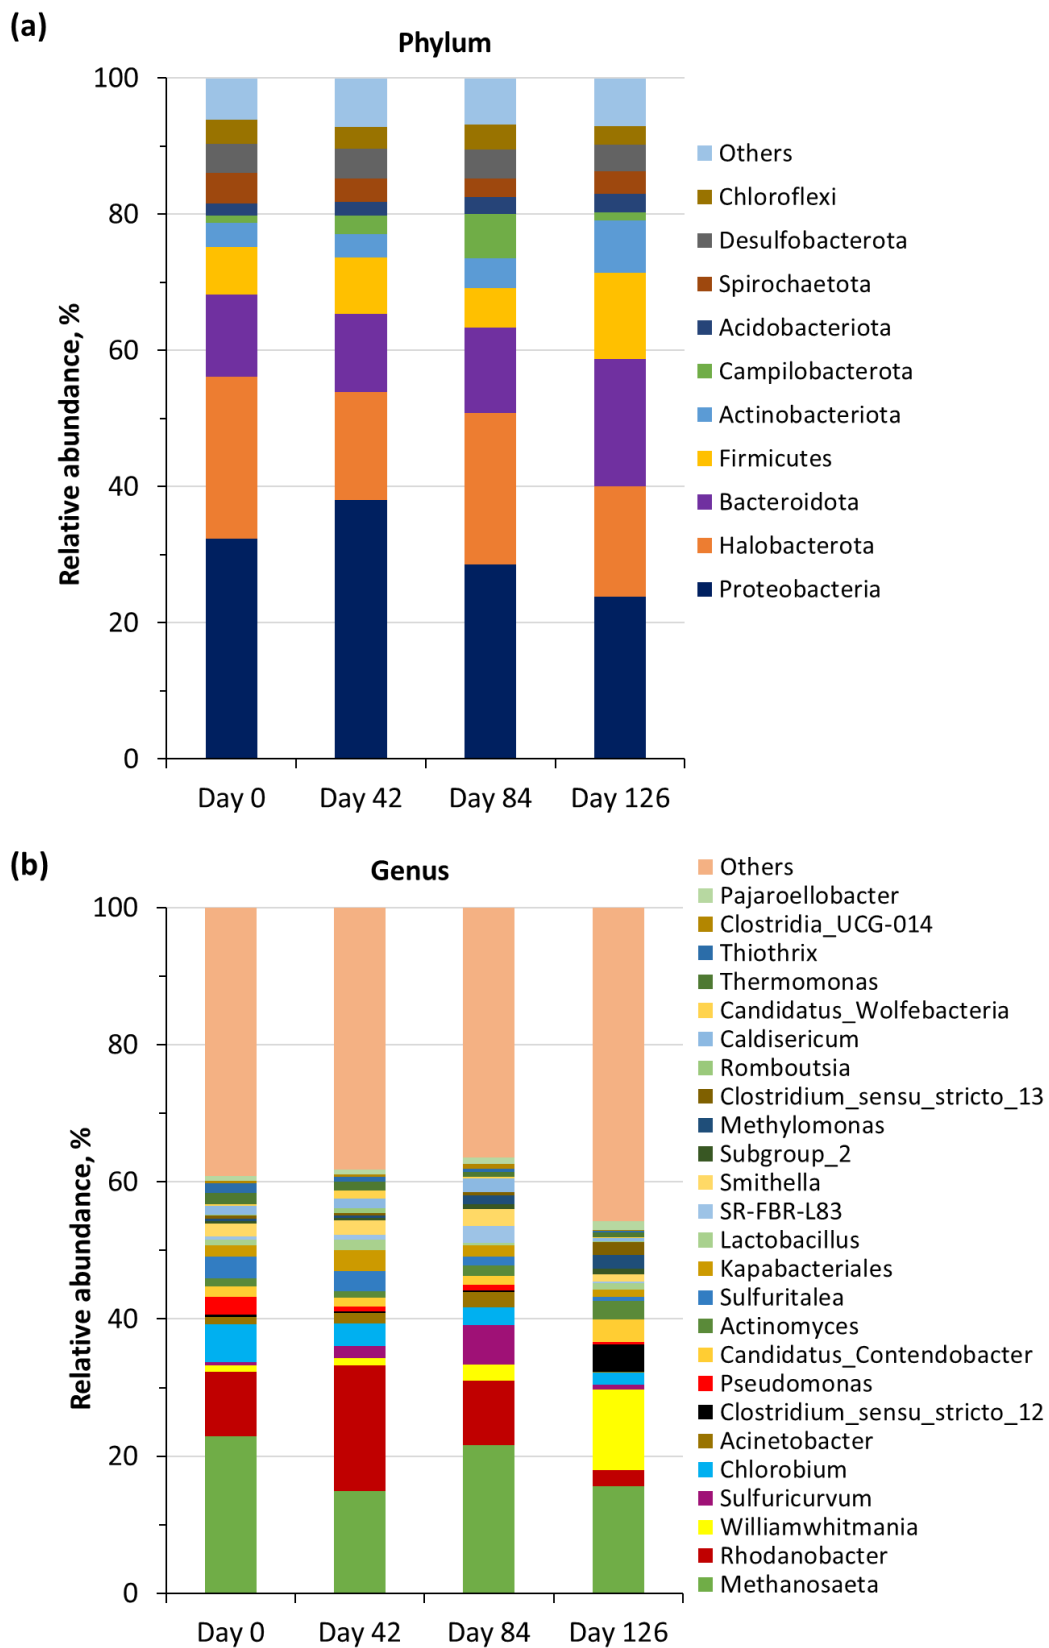 (a)
Phylum
100
80
60
40
20
0
Relative abundance, %
Day 0
Day 42
Day 84
Day 126
Others
Chloroflexi
Desulfobacterota
Spirochaetota
Acidobacteriota
Campilobacterota
Actinobacteriota
Firmicutes
Bacteroidota
Halobacterota
Proteobacteria
(b)
Genus
100
80
60
40
20
0
Relative abundance, %
Day 0
Day 42
Day 84
Day 126
Others
Pajaroellobacter
Clostridia_UCG-014
Thiothrix
Thermomonas
Candidatus_Wolfebacteria
Caldisericum
Romboutsia
Clostridium_sensu_stricto_13
Methylomonas
Subgroup_2
Smithella
SR-FBR-L83
Lactobacillus
Kapabacteriales
Sulfuritalea
Actinomyces
Candidatus_Contendobacter
Pseudomonas
Clostridium_sensu_stricto_12
Acinetobacter
Chlorobium
Sulfuricurvum
Williamwhitmania
Rhodanobacter
Methanosaeta